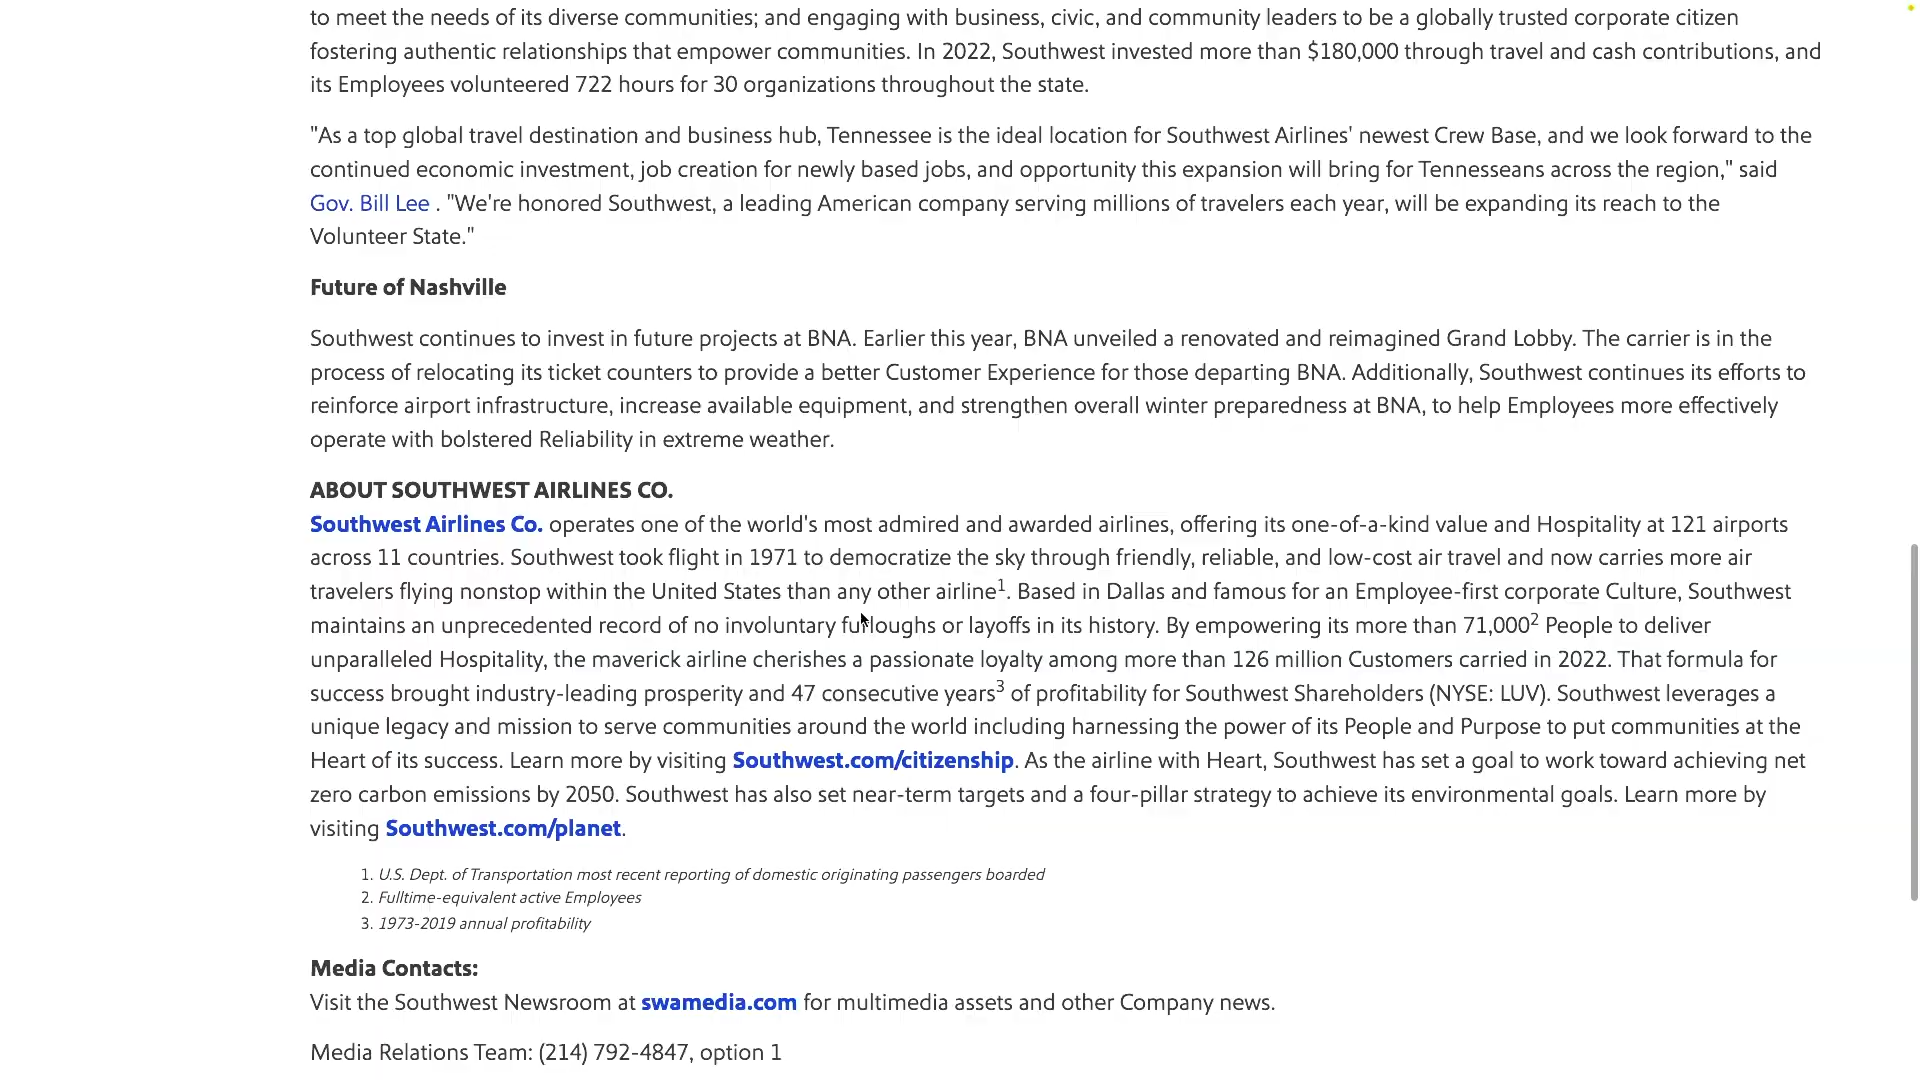 to meet the needs of its diverse communities; and engaging with business, civic, and community leaders to be a globally trusted corporate citizen
fostering authentic relationships that empower communities. In 2022, Southwest invested more than $180,000 through travel and cash contributions, and
its Employees volunteered 722 hours for 30 organizations throughout the state.
"As a top global travel destination and business hub, Tennessee is the ideal location for Southwest Airlines' newest Crew Base, and we look forward to the
continued economic investment, job creation for newly based jobs, and opportunity this expansion will bring for Tennesseans across the region," said
Gov. Bill Lee . "We're honored Southwest, a leading American company serving millions of travelers each year, will be expanding its reach to the
Volunteer State."
Future of Nashville
Southwest continues to invest in future projects at BNA. Earlier this year, BNA unveiled a renovated and reimagined Grand Lobby. The carrier is in the
process of relocating its ticket counters to provide a better Customer Experience for those departing BNA. Additionally, Southwest continues its efforts to
reinforce airport infrastructure, increase available equipment, and strengthen overall winter preparedness at BNA, to help Employees more effectively
operate with bolstered Reliability in extreme weather.
ABOUT SOUTHWEST AIRLINES CO.
Southwest Airlines Co. operates one of the world's most admired and awarded airlines, offering its one-of-a-kind value and Hospitality at 121 airports
across 11 countries. Southwest took flight in 1971 to democratize the sky through friendly, reliable, and low-cost air travel and now carries more air
travelers flying nonstop within the United States than any other airline1. Based in Dallas and famous for an Employee-first corporate Culture, Southwest
maintains an unprecedented record of no involuntary furloughs or layoffs in its history. By empowering its more than 71,0002 People to deliver
unparalleled Hospitality, the maverick airline cherishes a passionate loyalty among more than 126 million Customers carried in 2022. That formula for
success brought industry-leading prosperity and 47 consecutive years3 of profitability for Southwest Shareholders (NYSE: LUV). Southwest leverages a
unique legacy and mission to serve communities around the world including harnessing the power of its People and Purpose to put communities at the
Heart of its success. Learn more by visiting Southwest.com/citizenship. As the airline with Heart, Southwest has set a goal to work toward achieving net
zero carbon emissions by 2050. Southwest has also set near-term targets and a four-pillar strategy to achieve its environmental goals. Learn more by
visiting Southwest.com/planet.
1. U.S. Dept. of Transportation most recent reporting of domestic originating passengers boarded
2. Fulltime-equivalent active Employees
3. 1973-2019 annual profitability
Media Contacts:
Visit the Southwest Newsroom at swamedia.com for multimedia assets and other Company news.
Media Relations Team: (214) 792-4847, option 1